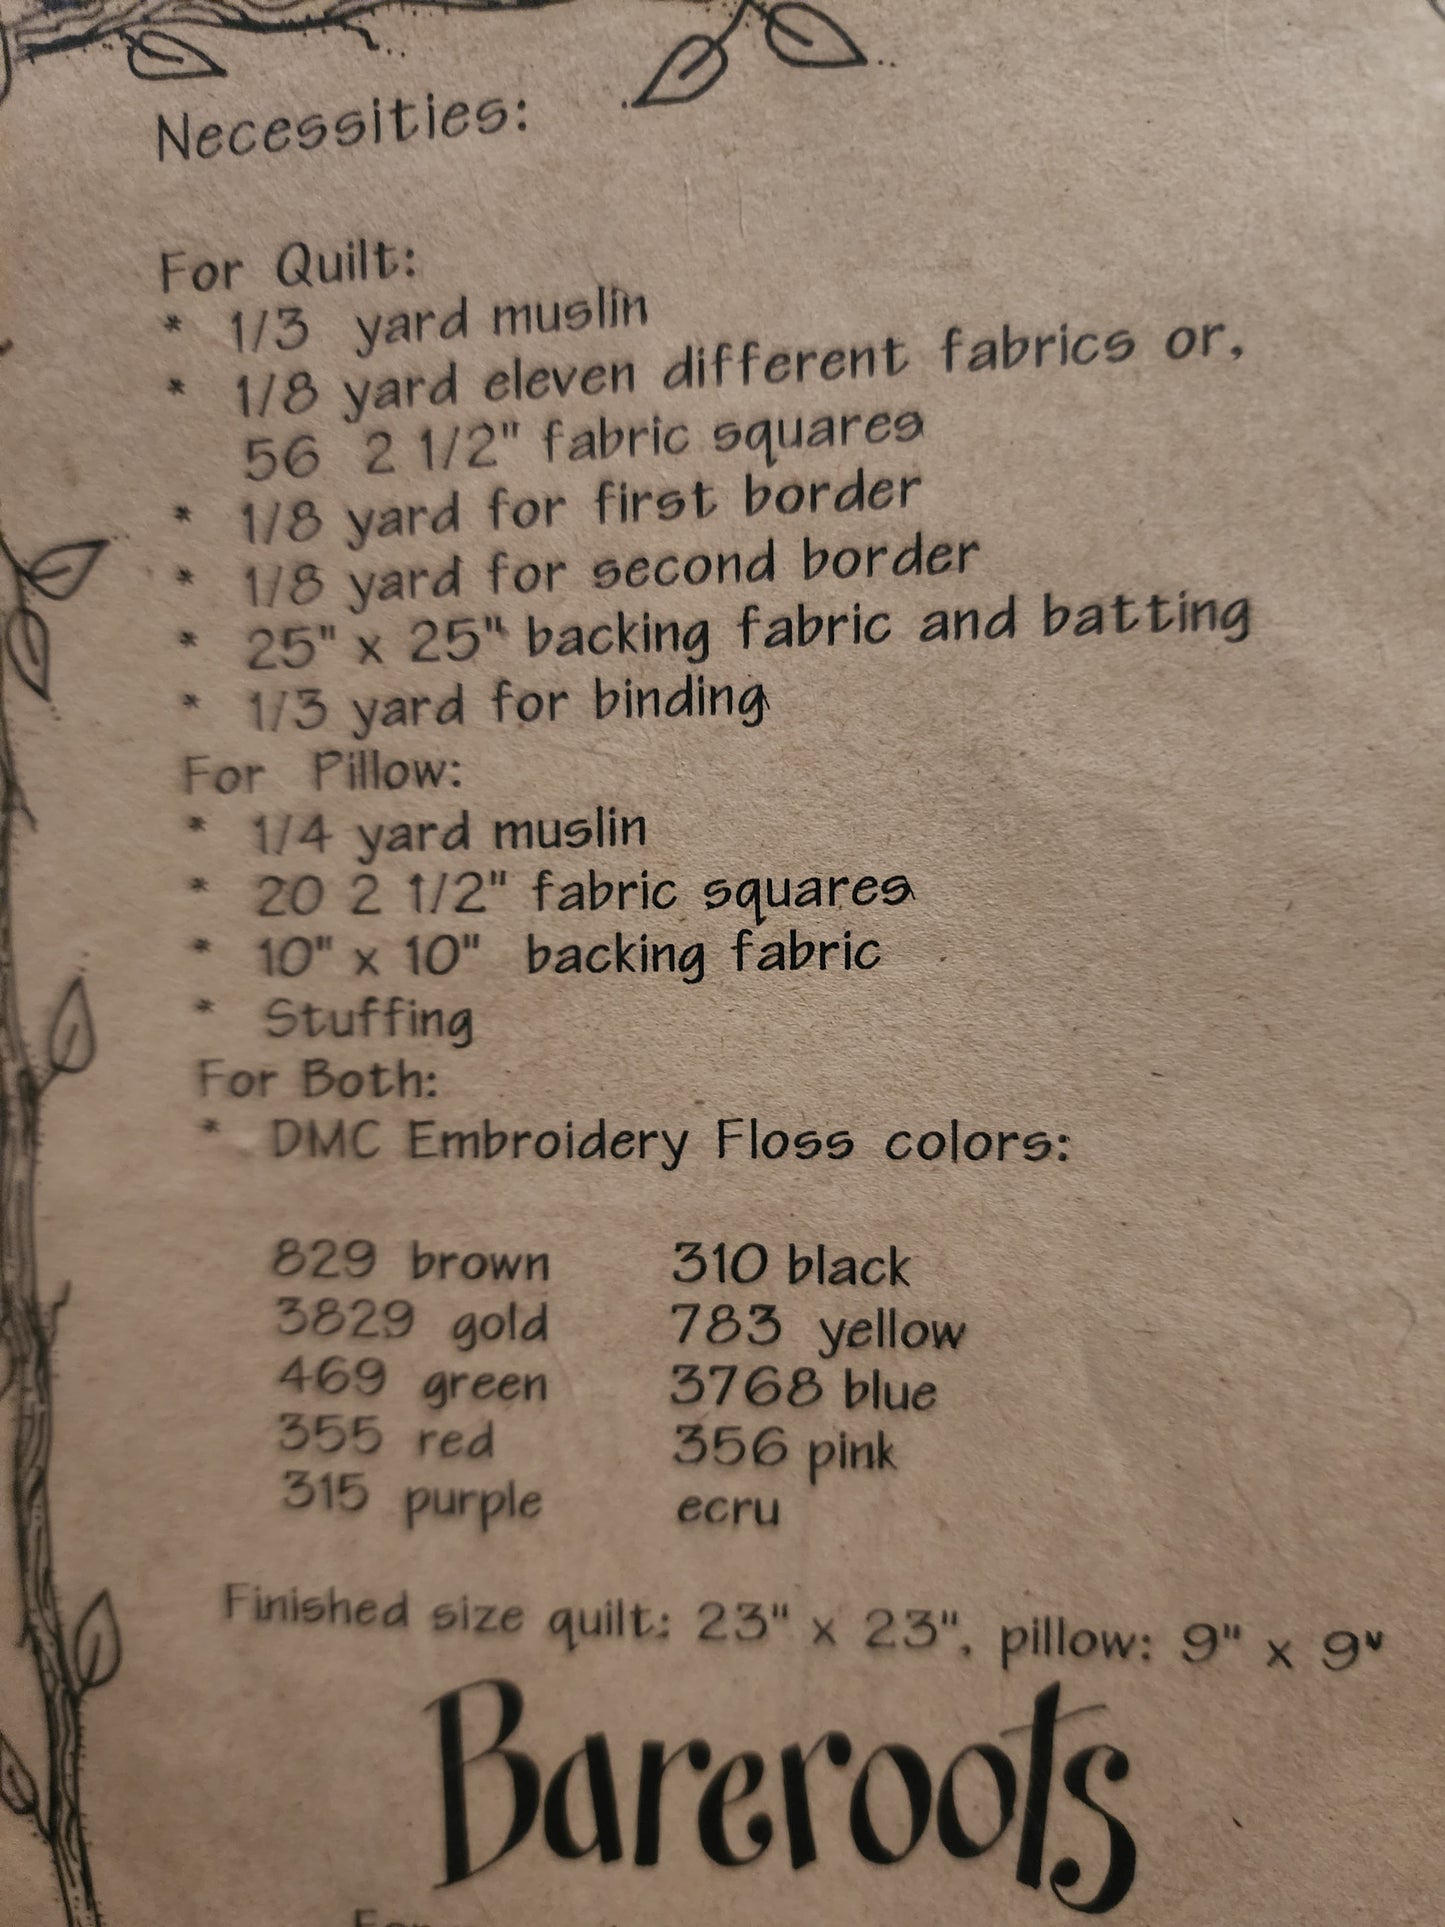 Necessities:
For Quilt:
* 1/3 yard muslin
* 1/8 yard eleven different fabrics or,
56 2 1/2" fabric squares
* 1/8 yard for first border
* 1/8 yard for second border
* 25" x 25" backing fabric and batting
* 1/3 yard for binding
For Pillow:
* 1/4 yard muslin
* 20 2 1/2" fabric squares
* 10" x 10" backing fabric
* Stuffing
For Both:
* DMC Embroidery Floss colors:
829 brown 310 black
3829 gold 783 yellow
469 green 3768 blue
355 red 356 pink
315 purple ecru
Finished size quilt: 23" x 23", pillow: 9" x 9"
Bareroots